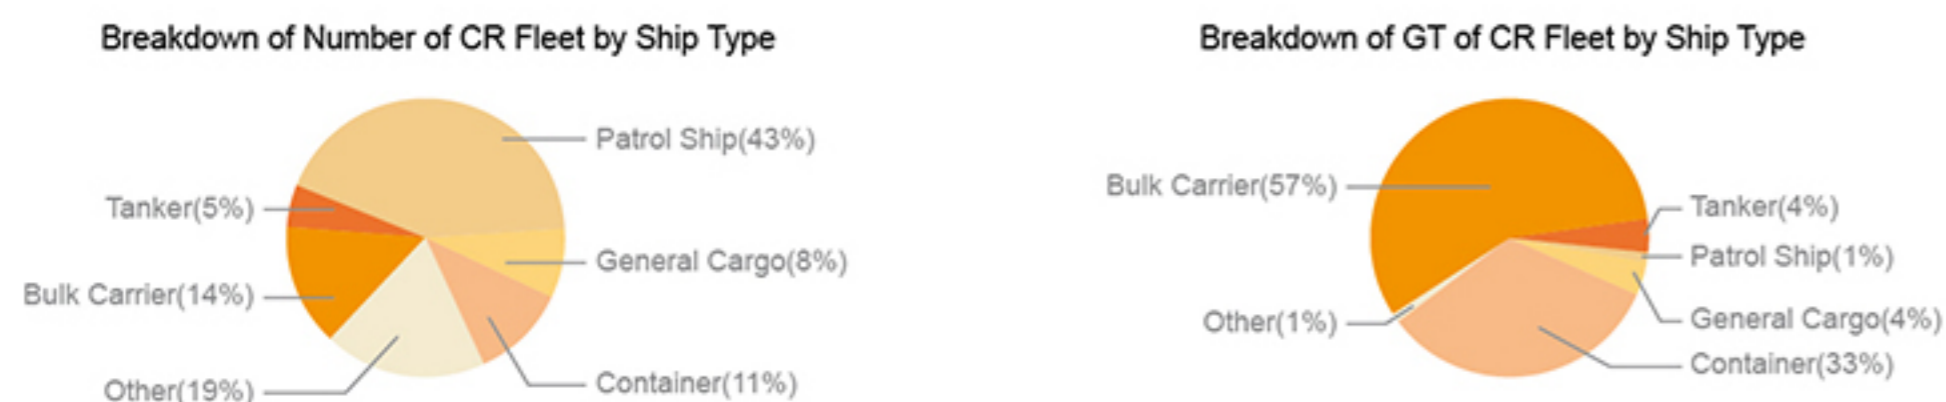 Breakdown of Number of CR Fleet by Ship Type
Patrol Ship(43%)
Tanker(5%)
General Cargo(8%)
Bulk Carrier(14%)
Container(11%)
Other(19%)
Breakdown of GT of CR Fleet by Ship Type
Bulk Carrier(57%)
Tanker(4%)
Patrol Ship(1%)
General Cargo(4%)
Other(1%)
Container(33%)